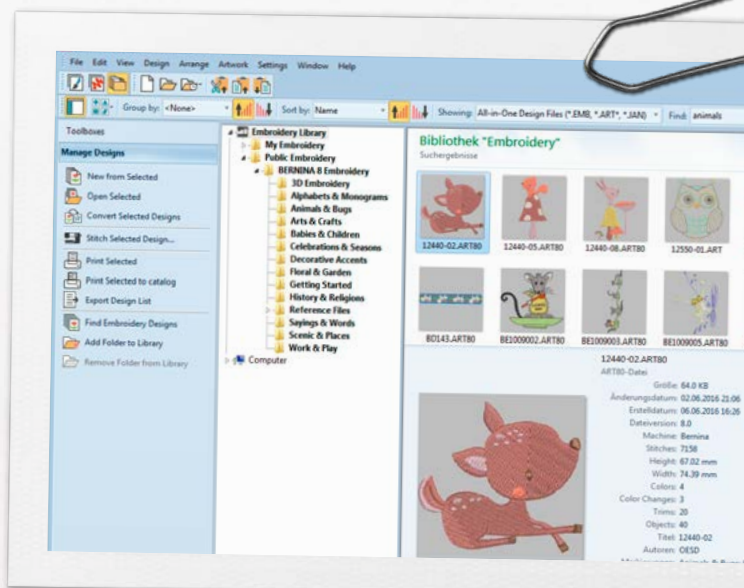 File Edit View Design Arrange Artwork Settings Window Help
Group by: <None> Sort by: Name Showing: All-in-One Design Files (*.EMB, *.ART*, *.JAN) Find: animals
Toolboxes
Manage Designs
New from Selected
Open Selected
Convert Selected Designs
Stitch Selected Design...
Print Selected
Print Selected to catalog
Export Design List
Find Embroidery Designs
Add Folder to Library
Remove Folder from Library
Embroidery Library
My Embroidery
Public Embroidery
BERNINA 8 Embroidery
3D Embroidery
Alphabets & Monograms
Animals & Bugs
Arts & Crafts
Babies & Children
Celebrations & Seasons
Decorative Accents
Floral & Garden
Getting Started
History & Religions
Reference Files
Sayings & Words
Scenic & Places
Work & Play
Computer
Bibliothek "Embroidery"
Suchergebnisse
12440-02.ART80 12440-05.ART80 12440-08.ART80 12550-01.ART
BD143.ART80 BE1009002.ART80 BE1009003.ART80 BE1009005.ART80
12440-02.ART80
ART80-Datei
Größe: 64.0 KB
Änderungsdatum: 02.06.2016 21:06
Erstelldatum: 06.06.2016 16:26
Dateiversion: 8.0
Machine: Bernina
Stitches: 7158
Height: 67.02 mm
Width: 74.39 mm
Colors: 4
Color Changes: 3
Trims: 20
Objects: 40
Titel: 12440-02
Autoren: OESD